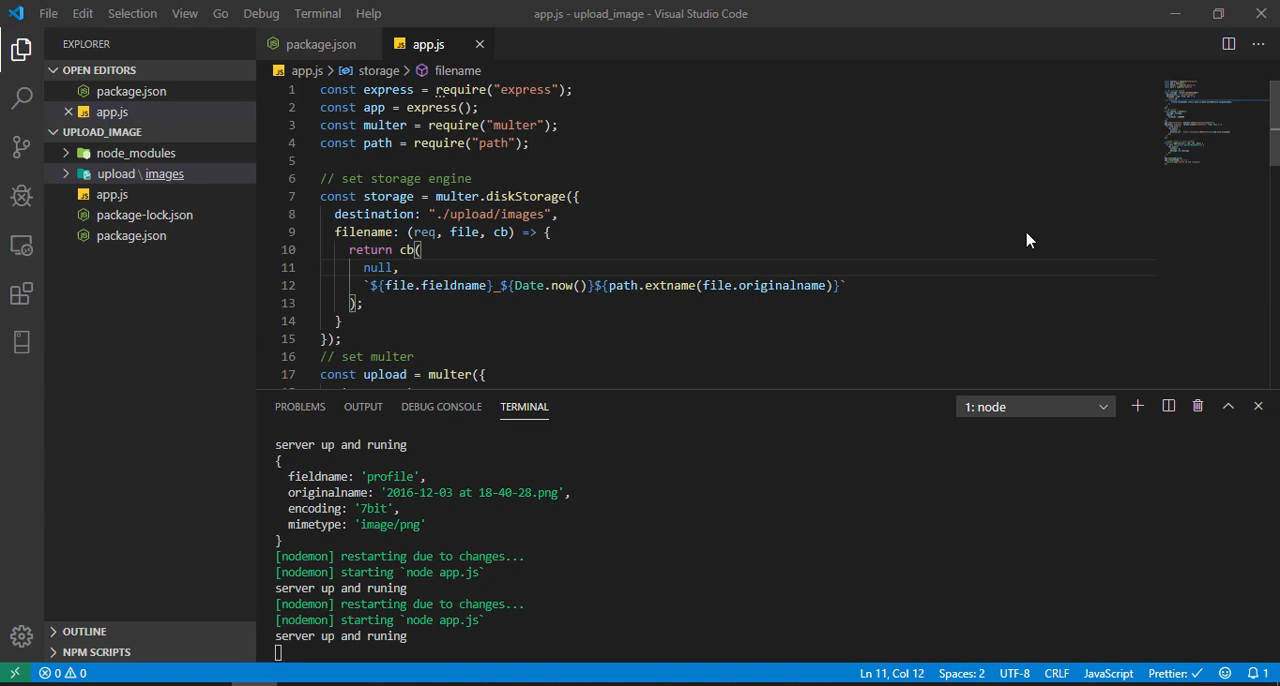 File Edit Selection View Go Debug Terminal Help
app.js - upload_image - Visual Studio Code
EXPLORER
OPEN EDITORS
package.json
app.js
UPLOAD_IMAGE
node_modules
upload \ images
app.js
package-lock.json
package.json
OUTLINE
NPM SCRIPTS
package.json
app.js
app.js > storage > filename
1 const express = require("express");
2 const app = express();
3 const multer = require("multer");
4 const path = require("path");
5
6 // set storage engine
7 const storage = multer.diskStorage({
8 destination: "./upload/images",
9 filename: (req, file, cb) => {
10 return cb(
11 null,
12 `${file.fieldname}_${Date.now()}${path.extname(file.originalname)}`
13 );
14 }
15 });
16 // set multer
17 const upload = multer({
PROBLEMS OUTPUT DEBUG CONSOLE TERMINAL
1: node
server up and runing
{
fieldname: 'profile',
originalname: '2016-12-03 at 18-40-28.png',
encoding: '7bit',
mimetype: 'image/png'
}
[nodemon] restarting due to changes...
[nodemon] starting `node app.js`
server up and runing
[nodemon] restarting due to changes...
[nodemon] starting `node app.js`
server up and runing
0 0
Ln 11, Col 12 Spaces: 2 UTF-8 CRLF JavaScript Prettier: ✓ 1